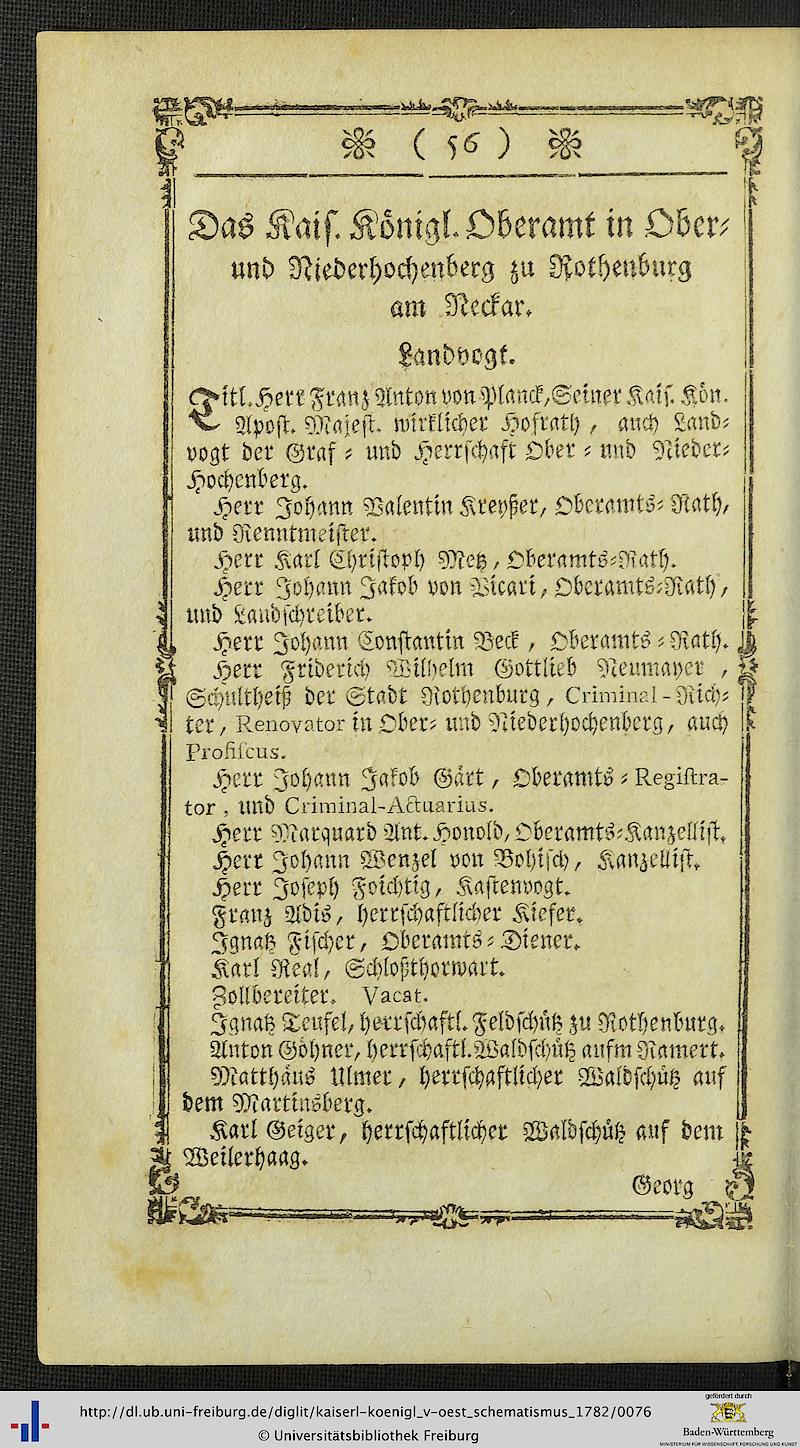 ( 56 )
Das Kais. Königl. Oberamt in Ober-
und Niederhochenberg zu Rothenburg
am Neckar.
Landvogt.
Titl. Herr Franz Anton von Planck, Seiner Kais. Kön.
Apost. Majest. wirklicher Hofrath, auch Land-
vogt der Graf- und Herrschaft Ober- und Nieder-
Hochenberg.
Herr Johann Valentin Kreyßer, Oberamts-Rath,
und Renntmeister.
Herr Karl Christoph Metz, Oberamts-Rath.
Herr Johann Jakob von Vicari, Oberamts-Rath,
und Landschreiber.
Herr Johann Constantin Beck, Oberamts-Rath.
Herr Friderich Wilhelm Gottlieb Neumayer,
Schultheiß der Stadt Rothenburg, Criminal-Rich-
ter, Renovator in Ober- und Niederhochenberg, auch
Profiscus.
Herr Johann Jakob Gärt, Oberamts-Registra-
tor, und Criminal-Actuarius.
Herr Marquard Ant. Honold, Oberamts-Kanzellist.
Herr Johann Wenzel von Bohisch, Kanzellist.
Herr Joseph Foichtig, Kastenvogt.
Franz Adis, herrschaftlicher Kiefer.
Ignatz Fischer, Oberamts-Diener.
Karl Real, Schloßthorwart.
Zollbereiter. Vacat.
Ignatz Teufel, herrschaftl. Feldschütz zu Rothenburg.
Anton Göhner, herrschaftl. Waldschütz aufm Ramert.
Matthäus Ulmer, herrschaftlicher Waldschütz auf
dem Martinsberg.
Karl Geiger, herrschaftlicher Waldschütz auf dem
Weilerhaag.
Georg
http://dl.ub.uni-freiburg.de/diglit/kaiserl-koenigl_v-oest_schematismus_1782/0076
© Universitätsbibliothek Freiburg
gefördert durch
Baden-Württemberg
MINISTERIUM FÜR WISSENSCHAFT, FORSCHUNG UND KUNST